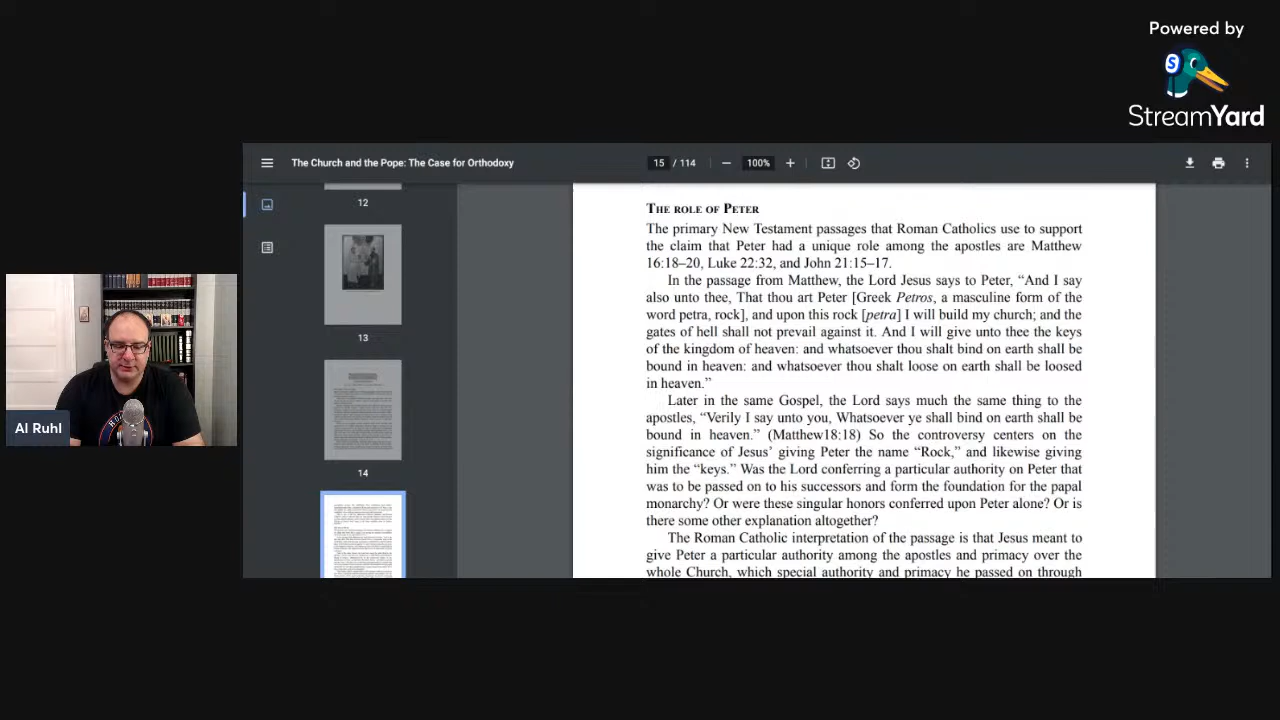 Powered by
S
StreamYard
The Church and the Pope: The Case for Orthodoxy
15 / 114
100%
12
13
14
Al Ruhl
THE ROLE OF PETER
The primary New Testament passages that Roman Catholics use to support
the claim that Peter had a unique role among the apostles are Matthew
16:18–20, Luke 22:32, and John 21:15–17.
In the passage from Matthew, the Lord Jesus says to Peter, “And I say
also unto thee, That thou art Peter [Greek Petros, a masculine form of the
word petra, rock], and upon this rock [petra] I will build my church; and the
gates of hell shall not prevail against it. And I will give unto thee the keys
of the kingdom of heaven: and whatsoever thou shalt bind on earth shall be
bound in heaven: and whatsoever thou shalt loose on earth shall be loosed
in heaven.”
Later in the same Gospel, the Lord says much the same thing to the
apostles, “Verily I say unto you, Whatsoever ye shall bind on earth shall be
bound in heaven.” (Matthew18:18) So the controversy centers on the
significance of Jesus’ giving Peter the name “Rock,” and likewise giving
him the “keys.” Was the Lord conferring a particular authority on Peter that
was to be passed on to his successors and form the foundation for the papal
monarchy? Or were these singular honors conferred upon Peter alone? Or is
there some other explanation altogether?
The Roman Catholic interpretation of the passage is that Jesus meant to
give Peter a particular authority among the apostles and primacy over the
whole Church, which special authority and primacy he passed on through